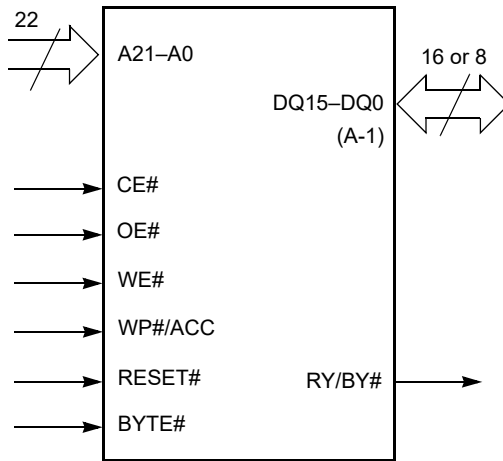 22
A21–A0
16 or 8
DQ15–DQ0
(A-1)
CE#
OE#
WE#
WP#/ACC
RESET#
RY/BY#
BYTE#